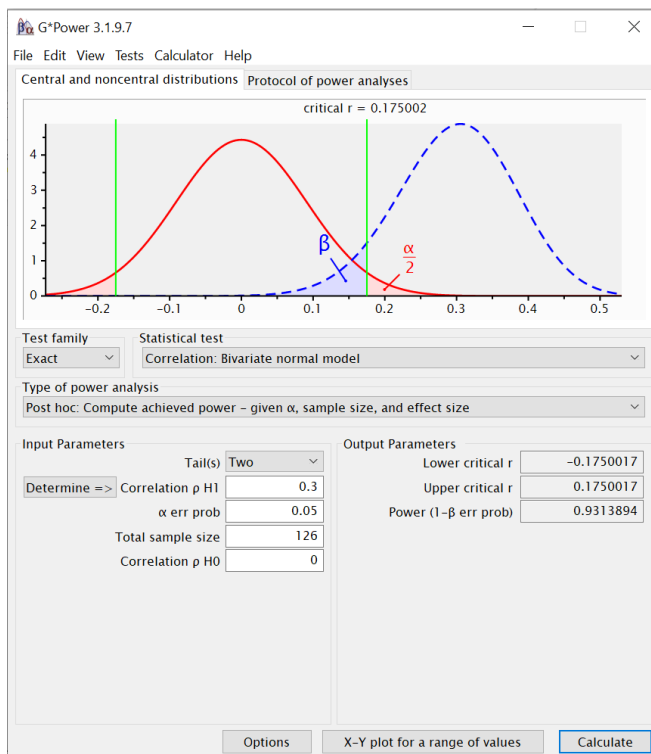 G*Power 3.1.9.7
File Edit View Tests Calculator Help
Central and noncentral distributions Protocol of power analyses
critical r = 0.175002
4
3
2
1
0
β
α
2
-0.2 -0.1 0 0.1 0.2 0.3 0.4 0.5
Test family Statistical test
Exact Correlation: Bivariate normal model
Type of power analysis
Post hoc: Compute achieved power – given α, sample size, and effect size
Input Parameters Output Parameters
Tail(s) Two Lower critical r -0.1750017
Determine => Correlation ρ H1 0.3 Upper critical r 0.1750017
α err prob 0.05 Power (1-β err prob) 0.9313894
Total sample size 126
Correlation ρ H0 0
Options X-Y plot for a range of values Calculate